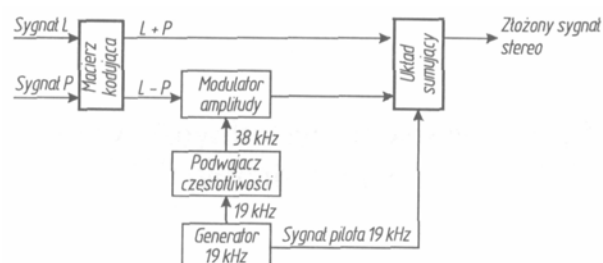 Sygnał L
L + P
Złożony sygnał
stereo
Macierz
kodująca
Układ
sumujący
Sygnał P
L – P
Modulator
amplitudy
38 kHz
Podwajacz
częstotliwości
19 kHz
Generator
19 kHz
Sygnał pilota 19 kHz